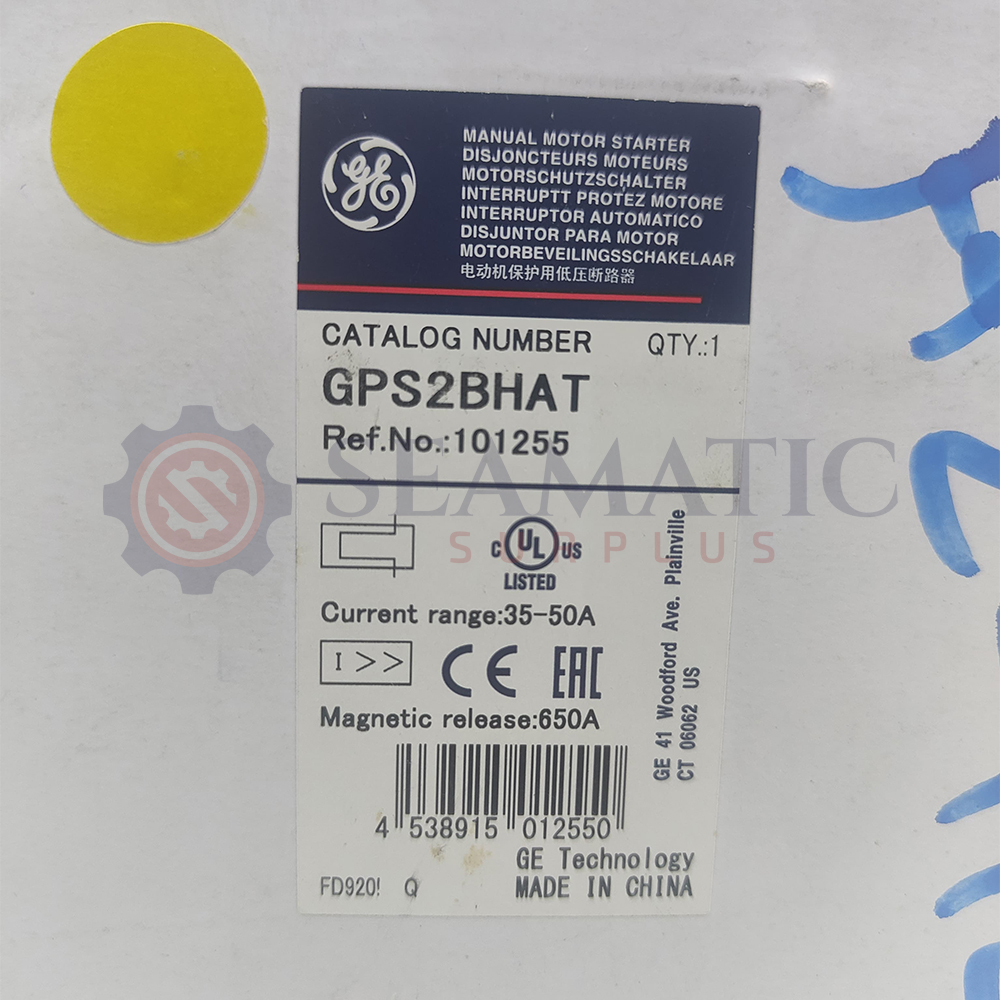 GE
MANUAL MOTOR STARTER
DISJONCTEURS MOTEURS
MOTORSCHUTZSCHALTER
INTERRUPTT PROTEZ MOTORE
INTERRUPTOR AUTOMATICO
DISJUNTOR PARA MOTOR
MOTORBEVEILINGSSCHAKELAAR
电动机保护用低压断路器
CATALOG NUMBER QTY.:1
GPS2BHAT
Ref.No.:101255
SEAMATIC
SURPLUS
C UL US
LISTED
Current range:35-50A
I >>
CE EAC
Magnetic release:650A
GE 41 Woodford Ave. Plainville
CT 06062 US
4 538915 012550
GE Technology
FD920! Q MADE IN CHINA